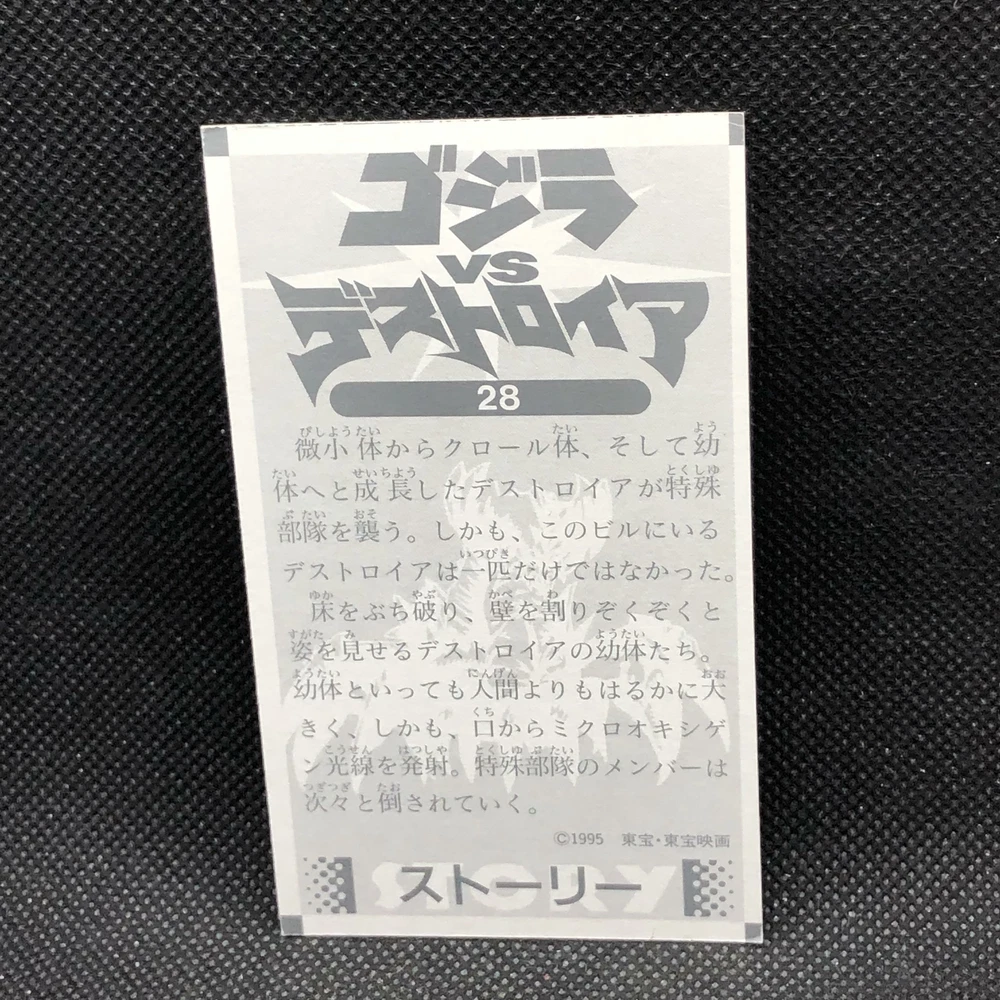 ゴジラ
VS
デストロイア
28
微小体からクロール体、そして幼
体へと成長したデストロイアが特殊
部隊を襲う。しかも、このビルにいる
デストロイアは一匹だけではなかった。
床をぶち破り、壁を割りぞくぞくと
姿を見せるデストロイアの幼体たち。
幼体といっても人間よりもはるかに大
きく、しかも、口からミクロオキシゲ
ン光線を発射。特殊部隊のメンバーは
次々と倒されていく。
©1995 東宝・東宝映画
ストーリー